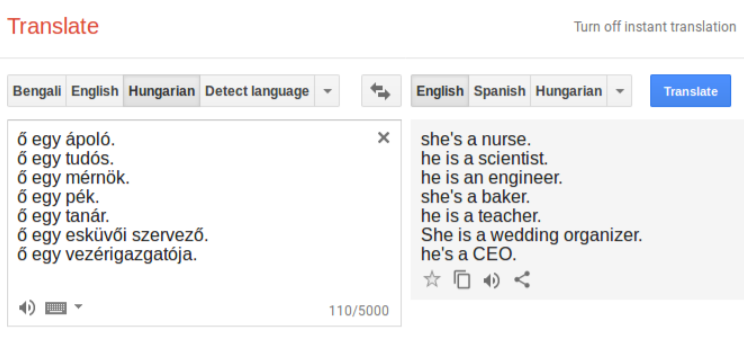 Translate
Turn off instant translation
Bengali English Hungarian Detect language
English Spanish Hungarian
Translate
ő egy ápoló.
ő egy tudós.
ő egy mérnök.
ő egy pék.
ő egy tanár.
ő egy esküvői szervező.
ő egy vezérigazgatója.
110/5000
she's a nurse.
he is a scientist.
he is an engineer.
she's a baker.
he is a teacher.
She is a wedding organizer.
he's a CEO.